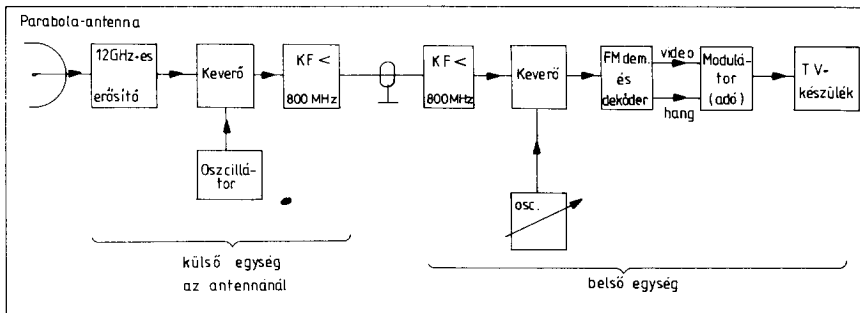 Parabola-antenna
12GHz-es
erősítő
Keverő
KF <
800 MHz
Oszcillá-
tor
KF <
800MHz
Keverő
osc.
FM dem.
és
dekóder
video
hang
Modulá-
tor
(adó)
TV-
készülék
külső egység
az antennánál
belső egység